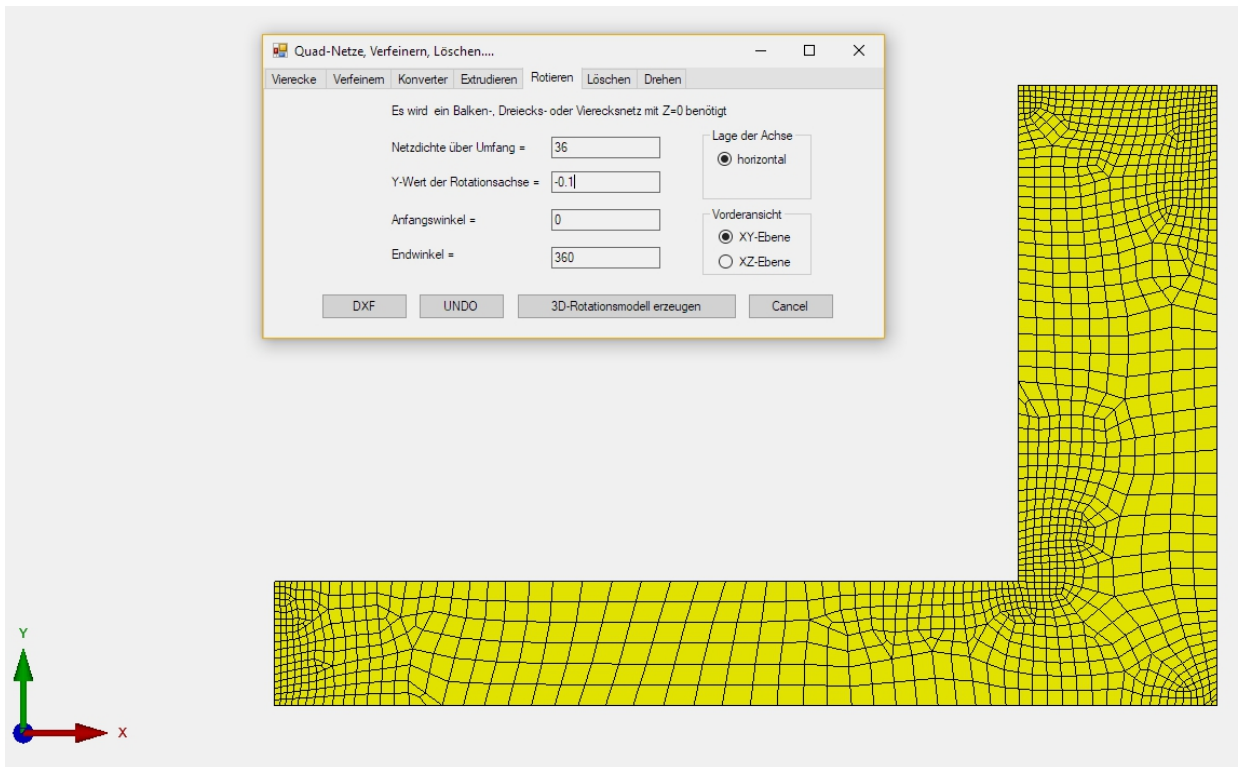 Quad-Netze, Verfeinern, Löschen....
Vierecke Verfeinern Konverter Extrudieren Rotieren Löschen Drehen
Es wird ein Balken-, Dreiecks- oder Vierecksnetz mit Z=0 benötigt
Netzdichte über Umfang = 36
Y-Wert der Rotationsachse = -0.1
Anfangswinkel = 0
Endwinkel = 360
Lage der Achse
horizontal
Vorderansicht
XY-Ebene
XZ-Ebene
DXF UNDO 3D-Rotationsmodell erzeugen Cancel
Y
X